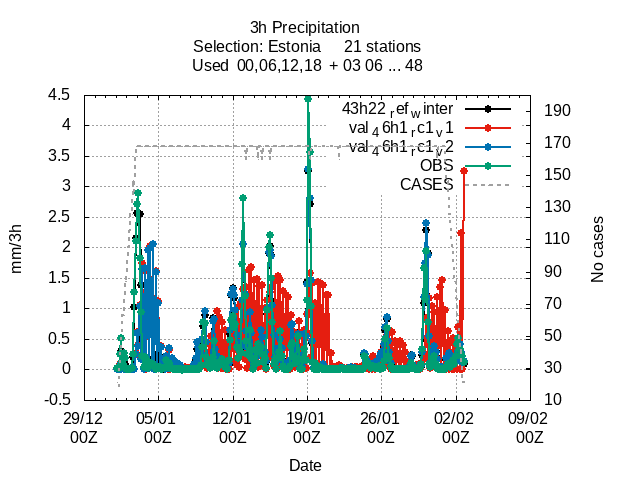 3h Precipitation
Selection: Estonia 21 stations
Used 00,06,12,18 + 03 06 ... 48
43h22refwinter
val46h1rc1v1
val46h1rc1v2
OBS
CASES
4.5
4
3.5
3
2.5
2
1.5
1
0.5
0
-0.5
mm/3h
190
170
150
130
110
90
70
50
30
10
No cases
29/12 05/01 12/01 19/01 26/01 02/02 09/02
00Z 00Z 00Z 00Z 00Z 00Z 00Z
Date